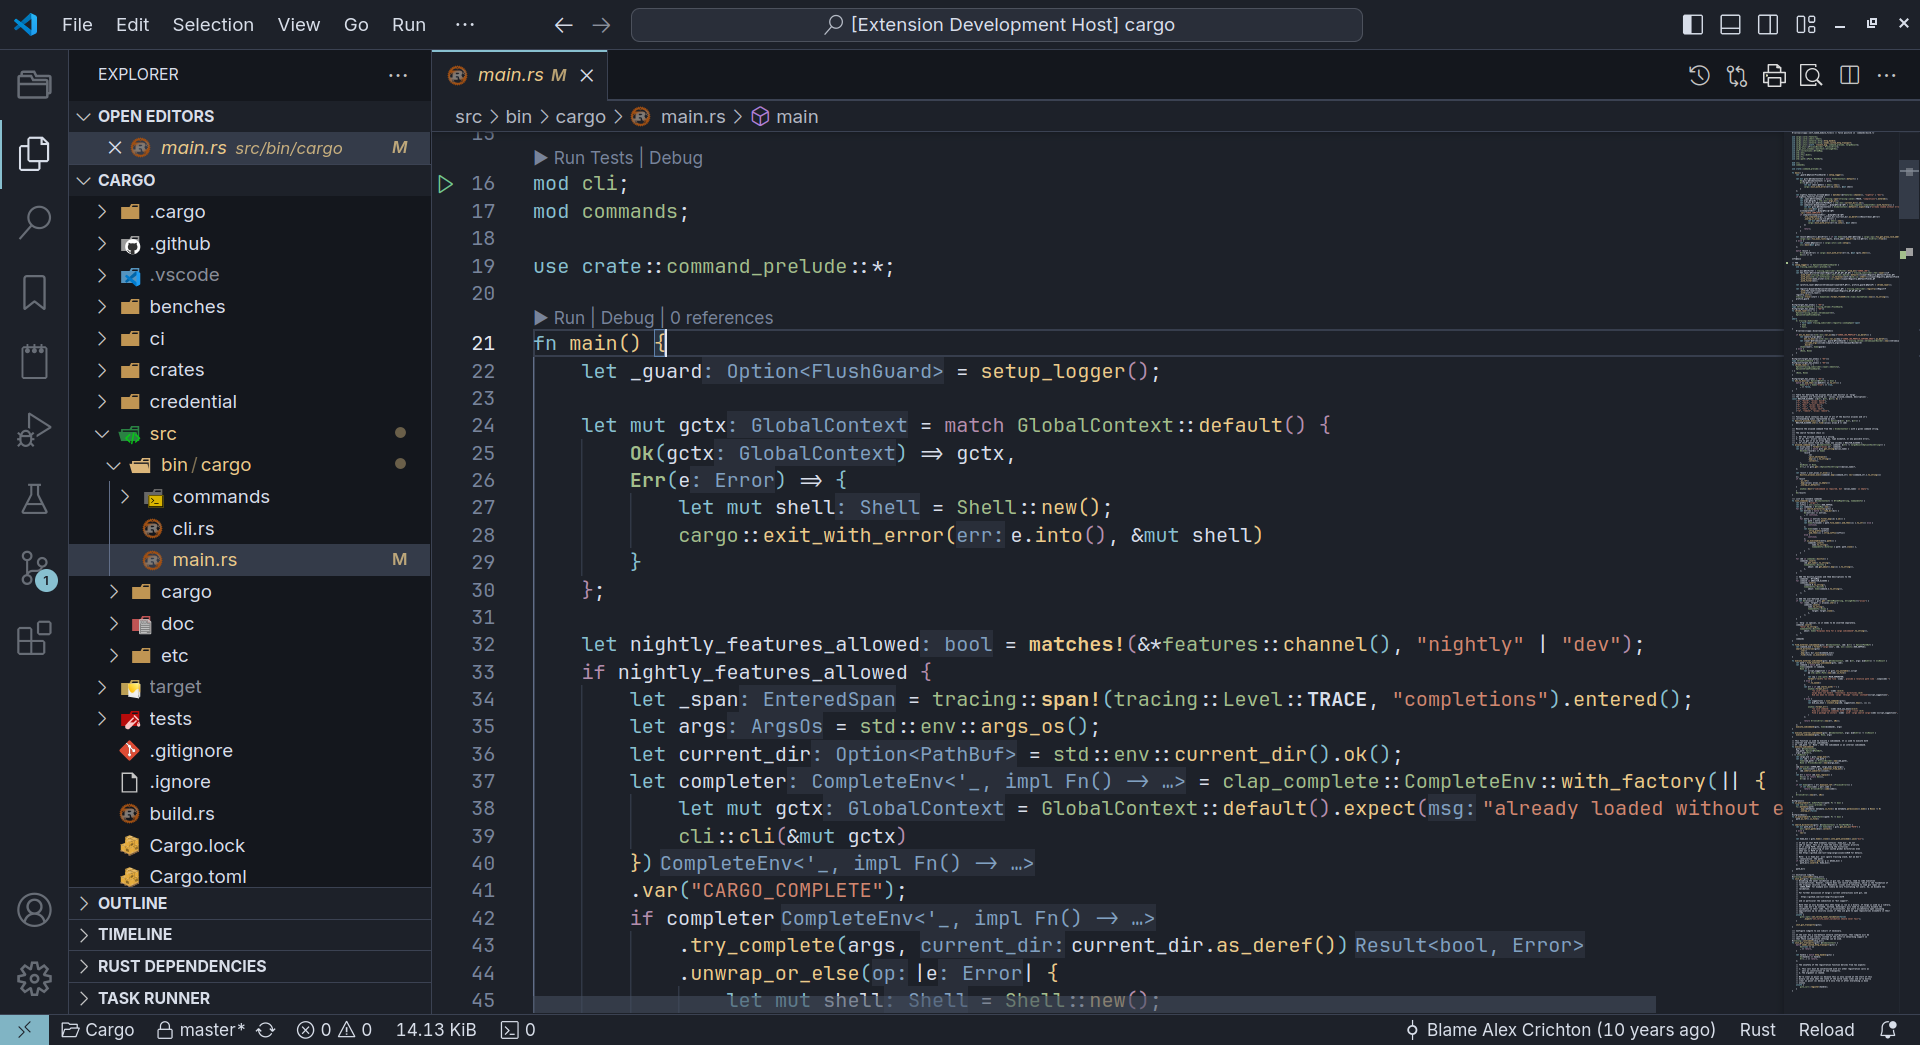 File Edit Selection View Go Run ··· [Extension Development Host] cargo
EXPLORER
OPEN EDITORS
main.rs src/bin/cargo M
CARGO
.cargo
.github
.vscode
benches
ci
crates
credential
src
bin/cargo
commands
cli.rs
main.rs M
cargo
doc
etc
target
tests
.gitignore
.ignore
build.rs
Cargo.lock
Cargo.toml
OUTLINE
TIMELINE
RUST DEPENDENCIES
TASK RUNNER
1
main.rs M
src > bin > cargo > main.rs > main
15
Run Tests | Debug
16 mod cli;
17 mod commands;
18
19 use crate::command_prelude::*;
20
Run | Debug | 0 references
21 fn main() {
22 let _guard: Option<FlushGuard> = setup_logger();
23
24 let mut gctx: GlobalContext = match GlobalContext::default() {
25 Ok(gctx: GlobalContext) => gctx,
26 Err(e: Error) => {
27 let mut shell: Shell = Shell::new();
28 cargo::exit_with_error(err: e.into(), &mut shell)
29 }
30 };
31
32 let nightly_features_allowed: bool = matches!(&*features::channel(), "nightly" | "dev");
33 if nightly_features_allowed {
34 let _span: EnteredSpan = tracing::span!(tracing::Level::TRACE, "completions").entered();
35 let args: ArgsOs = std::env::args_os();
36 let current_dir: Option<PathBuf> = std::env::current_dir().ok();
37 let completer: CompleteEnv<'_, impl Fn() -> …> = clap_complete::CompleteEnv::with_factory(|| {
38 let mut gctx: GlobalContext = GlobalContext::default().expect(msg: "already loaded without e
39 cli::cli(&mut gctx)
40 }) CompleteEnv<'_, impl Fn() -> …>
41 .var("CARGO_COMPLETE");
42 if completer CompleteEnv<'_, impl Fn() -> …>
43 .try_complete(args, current_dir: current_dir.as_deref()) Result<bool, Error>
44 .unwrap_or_else(op: |e: Error| {
45 let mut shell: Shell = Shell::new();
Cargo master* 0 0 14.13 KiB 0 Blame Alex Crichton (10 years ago) Rust Reload